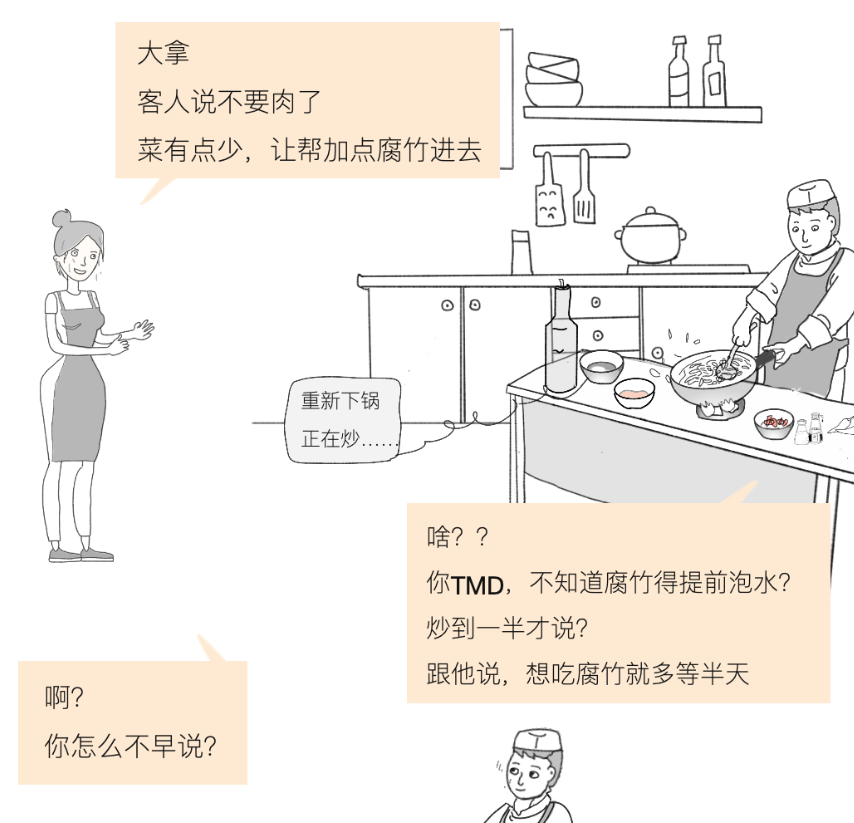 大拿
客人说不要肉了
菜有点少，让帮加点腐竹进去
重新下锅
正在炒……
啥？？
你TMD，不知道腐竹得提前泡水？
炒到一半才说？
跟他说，想吃腐竹就多等半天
啊？
你怎么不早说？